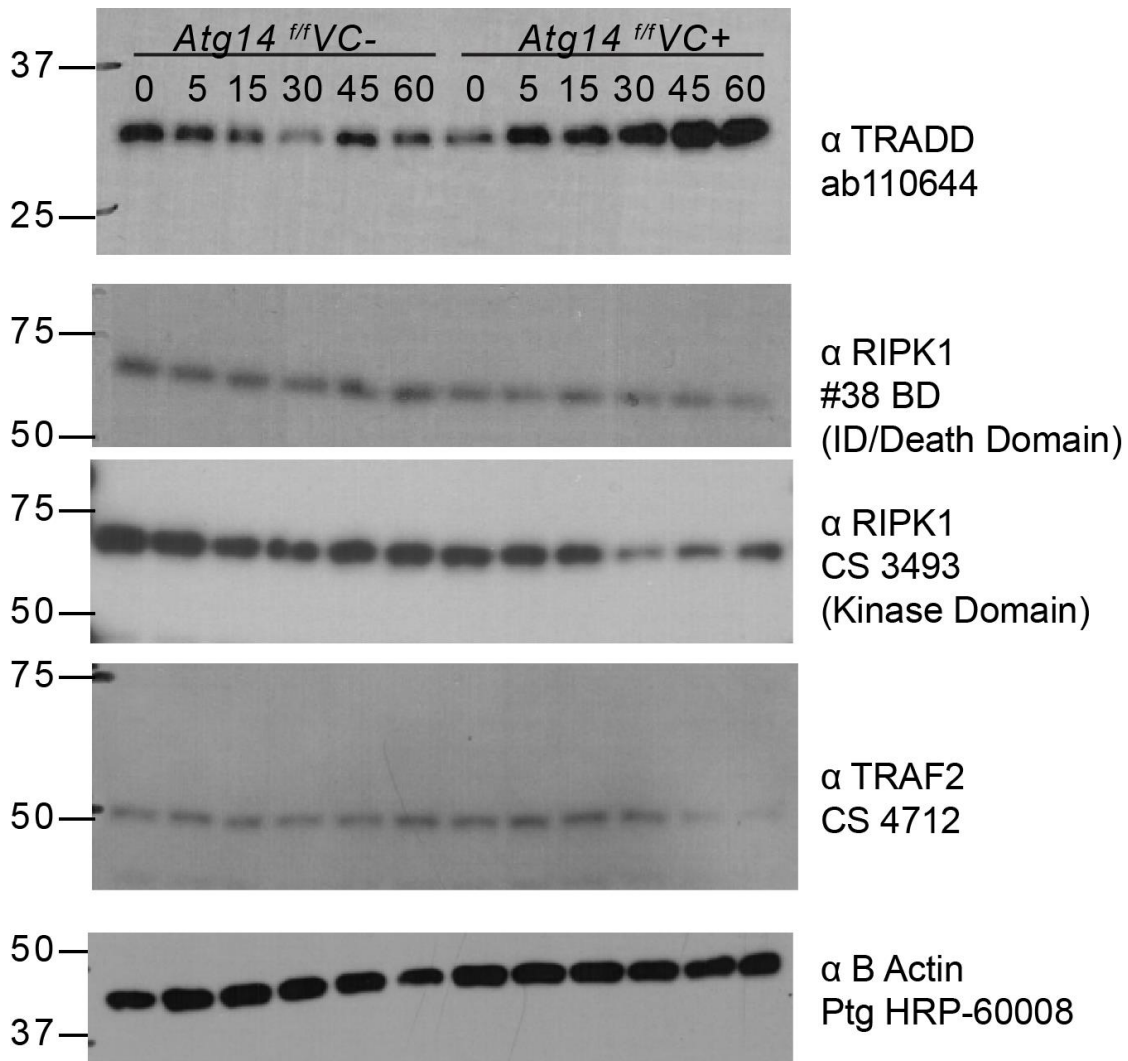 Atg14 f/f VC- Atg14 f/f VC+
0 5 15 30 45 60 0 5 15 30 45 60
37
25
α TRADD
ab110644
75
50
α RIPK1
#38 BD
(ID/Death Domain)
75
50
α RIPK1
CS 3493
(Kinase Domain)
75
50
α TRAF2
CS 4712
50
37
α B Actin
Ptg HRP-60008